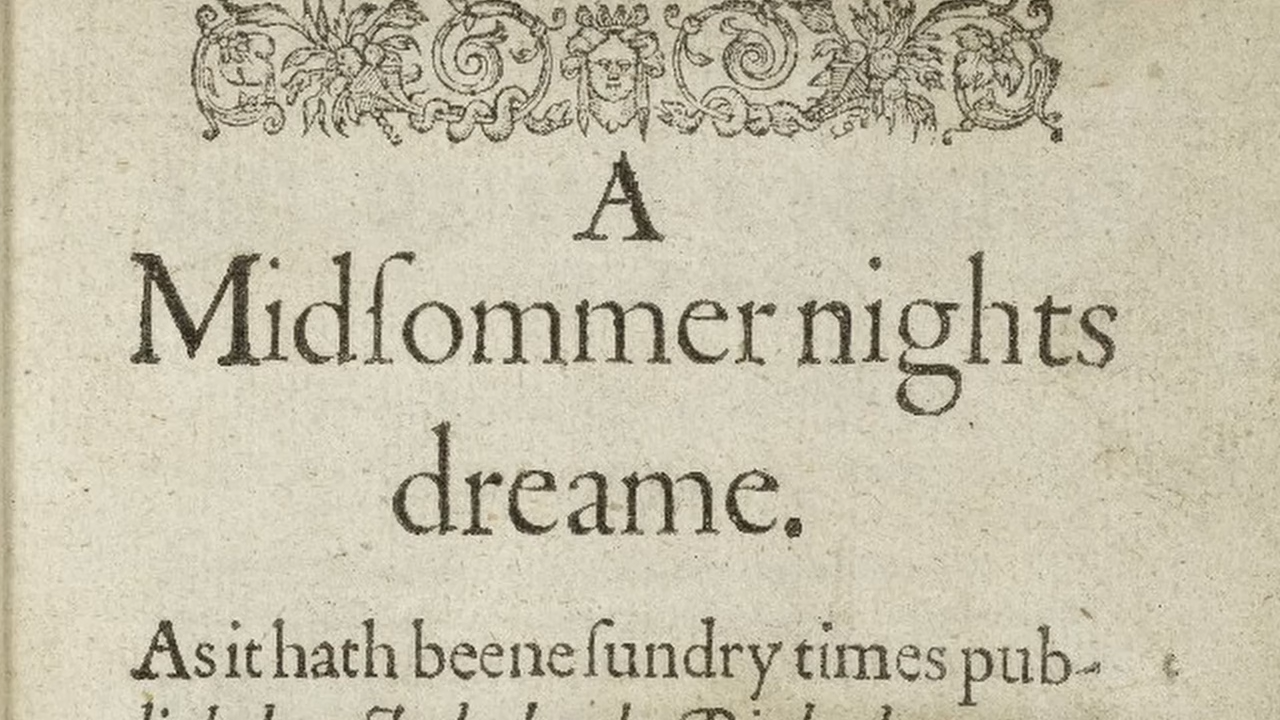 A
Midſommer nights
dreame.
As it hath beene ſundry times pub-